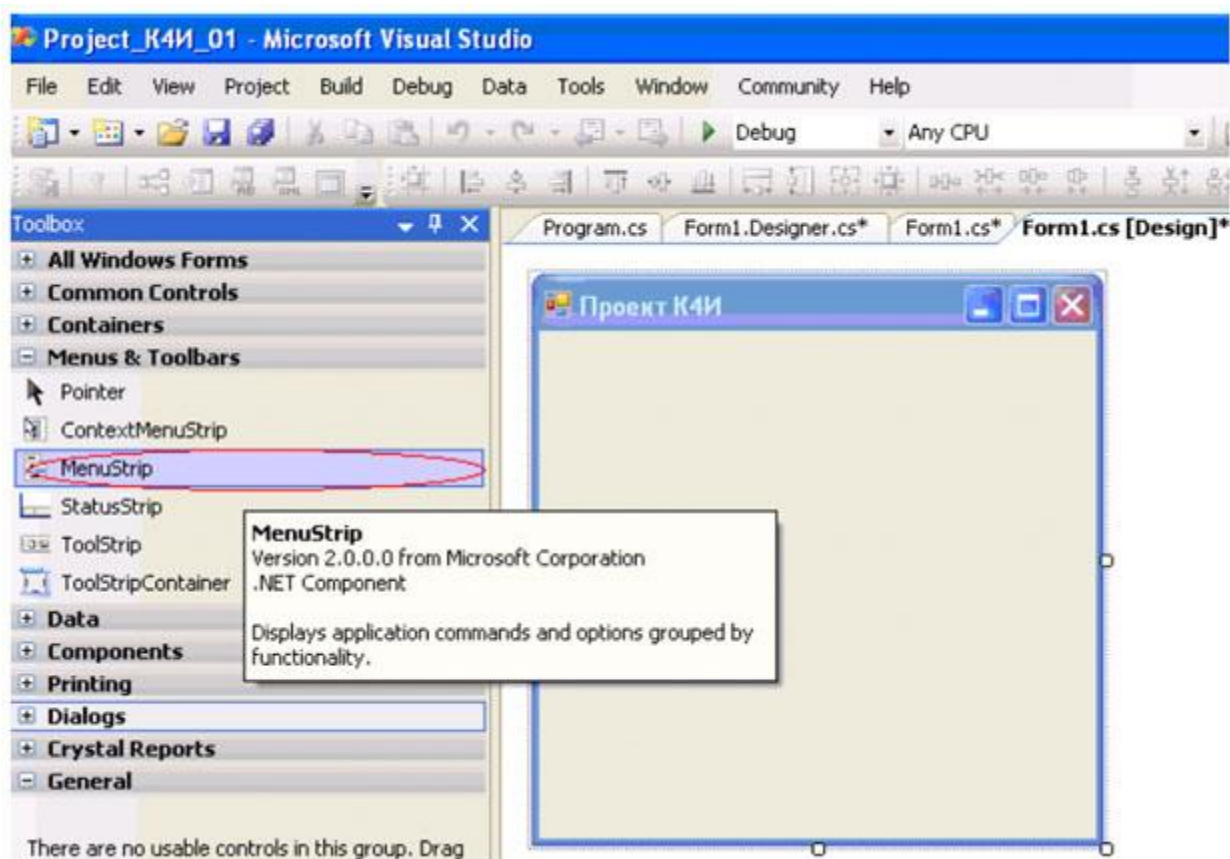 Project_К4И_01 - Microsoft Visual Studio
File Edit View Project Build Debug Data Tools Window Community Help
Debug Any CPU
Toolbox
Program.cs Form1.Designer.cs* Form1.cs* Form1.cs [Design]*
All Windows Forms
Common Controls
Containers
Menus & Toolbars
Pointer
ContextMenuStrip
MenuStrip
StatusStrip
ToolStrip
ToolStripContainer
Data
Components
Printing
Dialogs
Crystal Reports
General
There are no usable controls in this group. Drag
Проект К4И
MenuStrip
Version 2.0.0.0 from Microsoft Corporation
.NET Component
Displays application commands and options grouped by
functionality.